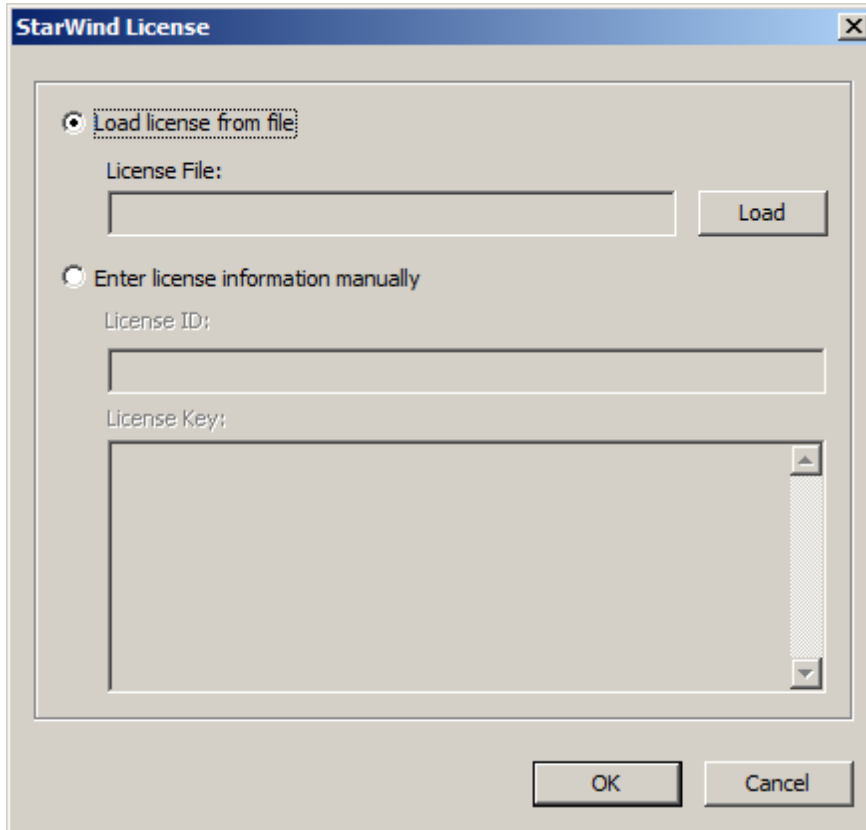 StarWind License
Load license from file
License File:
Load
Enter license information manually
License ID:
License Key:
OK Cancel